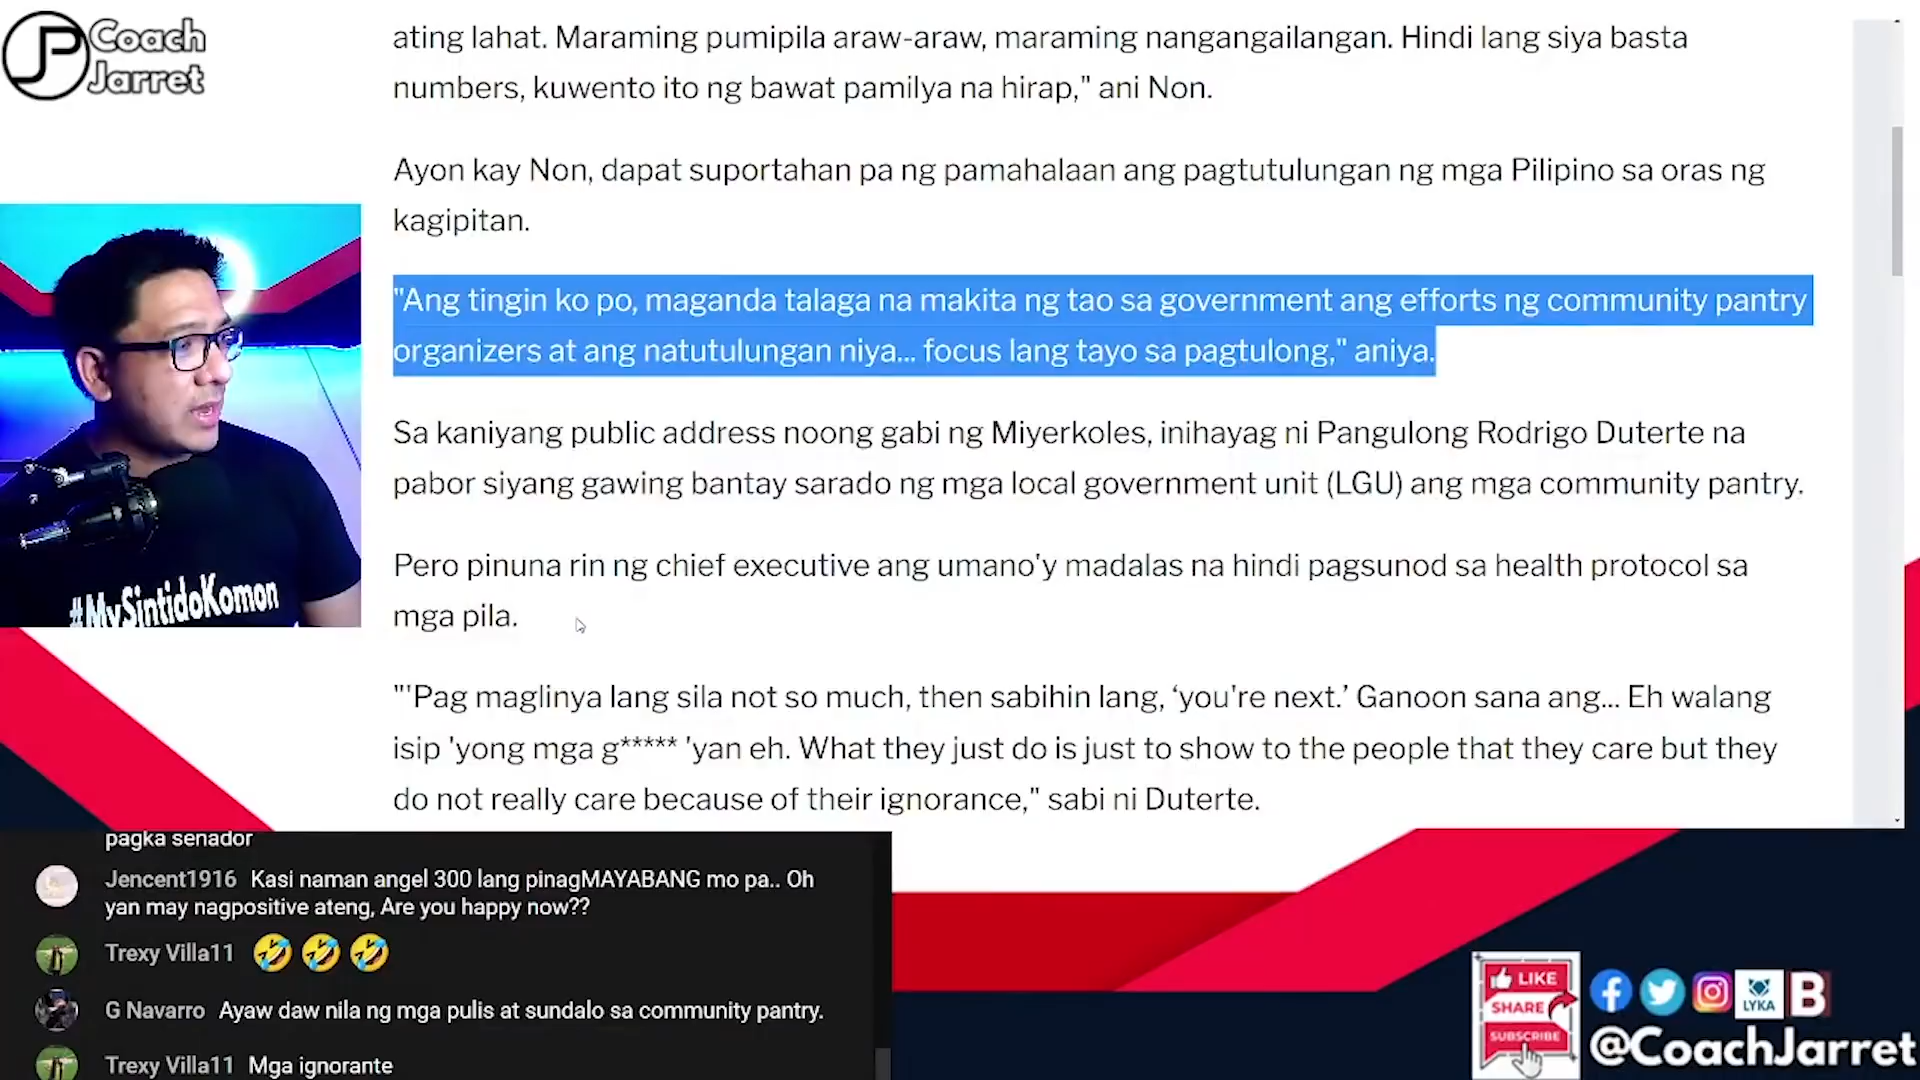 Coach
Jarret
ating lahat. Maraming pumipila araw-araw, maraming nangangailangan. Hindi lang siya basta
numbers, kuwento ito ng bawat pamilya na hirap," ani Non.
Ayon kay Non, dapat suportahan pa ng pamahalaan ang pagtutulungan ng mga Pilipino sa oras ng
kagipitan.
"Ang tingin ko po, maganda talaga na makita ng tao sa government ang efforts ng community pantry
organizers at ang natutulungan niya... focus lang tayo sa pagtulong," aniya.
Sa kaniyang public address noong gabi ng Miyerkoles, inihayag ni Pangulong Rodrigo Duterte na
pabor siyang gawing bantay sarado ng mga local government unit (LGU) ang mga community pantry.
Pero pinuna rin ng chief executive ang umano'y madalas na hindi pagsunod sa health protocol sa
mga pila.
"'Pag maglinya lang sila not so much, then sabihin lang, ‘you're next.’ Ganoon sana ang... Eh walang
isip 'yong mga g***** 'yan eh. What they just do is just to show to the people that they care but they
do not really care because of their ignorance," sabi ni Duterte.
#MySintidoKomon
pagka senador
Jencent1916 Kasi naman angel 300 lang pinagMAYABANG mo pa.. Oh
yan may nagpositive ateng, Are you happy now??
Trexy Villa11 🤣 🤣 🤣
G Navarro Ayaw daw nila ng mga pulis at sundalo sa community pantry.
Trexy Villa11 Mga ignorante
LIKE
SHARE
SUBSCRIBE
LYKA
B
@CoachJarret